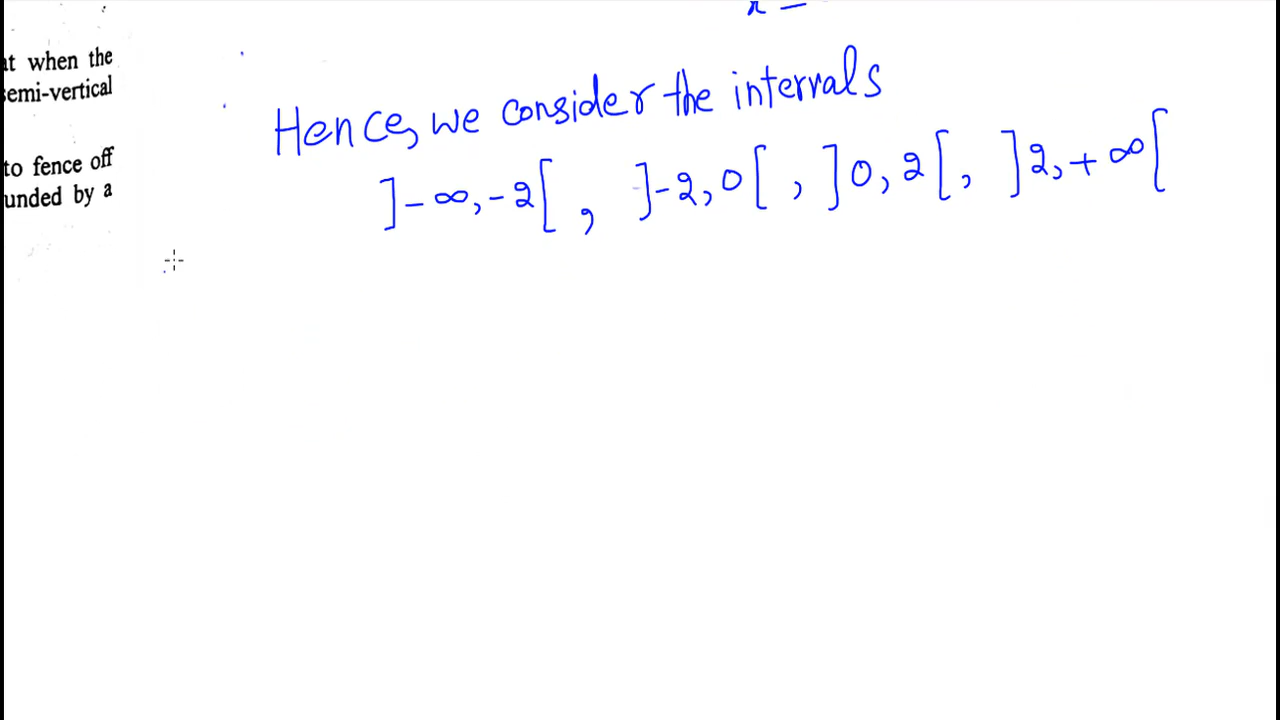 x =
at when the
semi-vertical
to fence off
unded by a
Hence, we consider the intervals
]-∞, -2[ , ]-2, 0[ , ]0, 2[ , ]2, +∞[